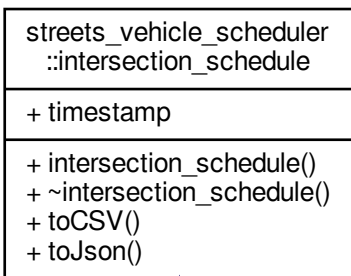 streets_vehicle_scheduler
::intersection_schedule
+ timestamp
+ intersection_schedule()
+ ~intersection_schedule()
+ toCSV()
+ toJson()